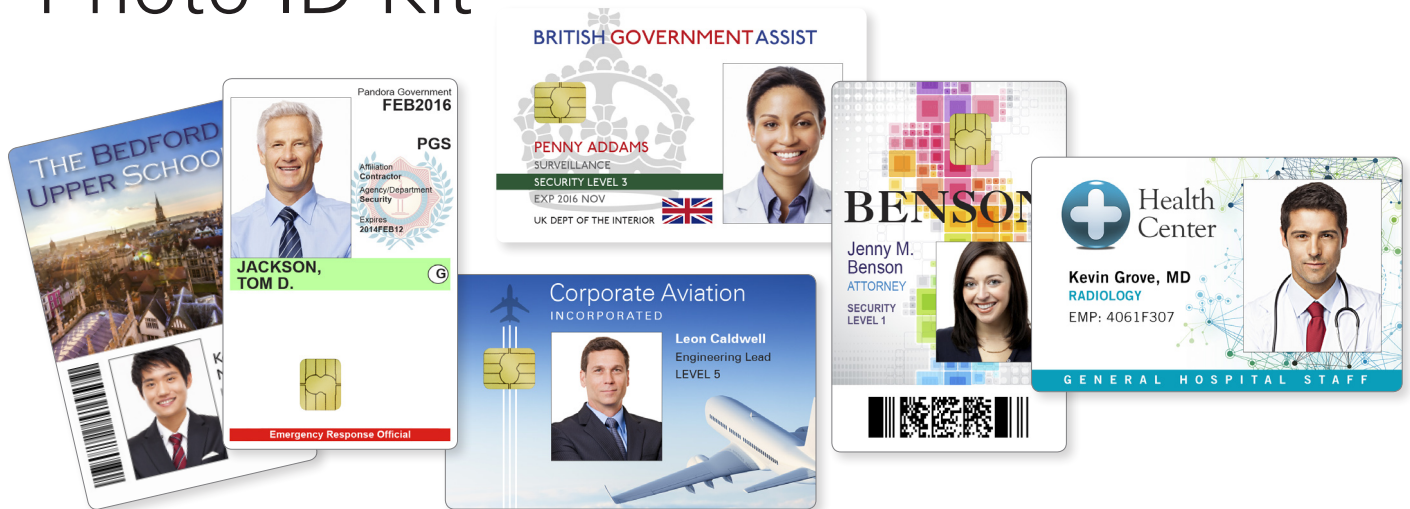 Photo ID Kit
THE BEDFORD
UPPER SCHOO
Pandora Government
FEB2016
PGS
Affiliation
Contractor
Agency/Department
Security
Expires
2014FEB12
JACKSON,
TOM D.
G
Emergency Response Official
BRITISH GOVERNMENT ASSIST
PENNY ADDAMS
SURVEILLANCE
SECURITY LEVEL 3
EXP 2016 NOV
UK DEPT OF THE INTERIOR
Corporate Aviation
INCORPORATED
Leon Caldwell
Engineering Lead
LEVEL 5
BENSON
Jenny M.
Benson
ATTORNEY
SECURITY
LEVEL 1
Health
Center
Kevin Grove, MD
RADIOLOGY
EMP: 4061F307
GENERAL HOSPITAL STAFF